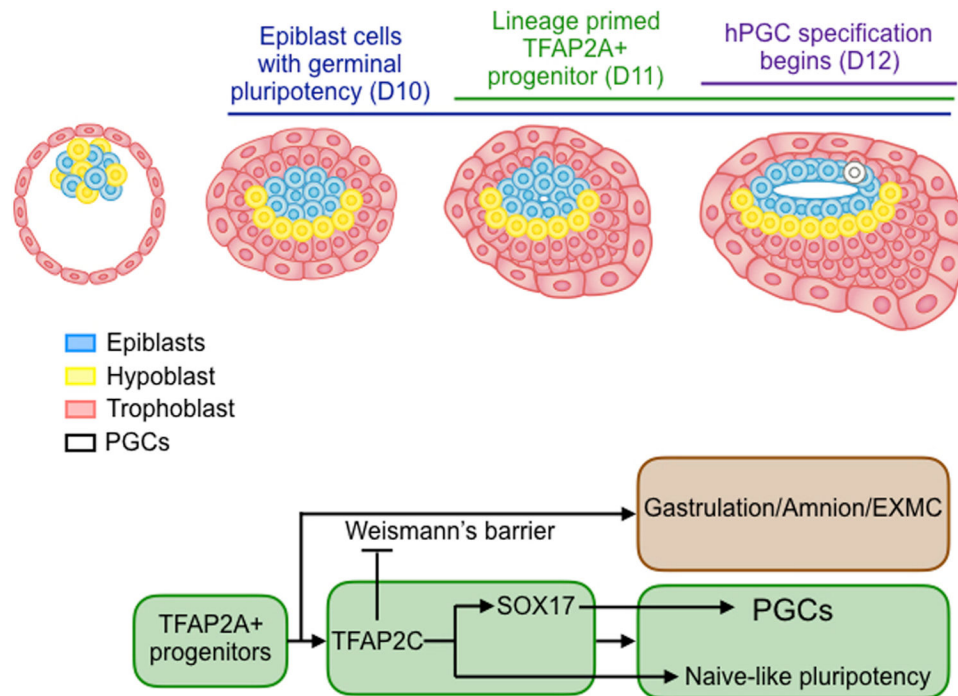 Epiblast cells
with germinal
pluripotency (D10)
Lineage primed
TFAP2A+
progenitor (D11)
hPGC specification
begins (D12)
Epiblasts
Hypoblast
Trophoblast
PGCs
Gastrulation/Amnion/EXMC
Weismann's barrier
TFAP2A+
progenitors
TFAP2C
SOX17
PGCs
Naive-like pluripotency